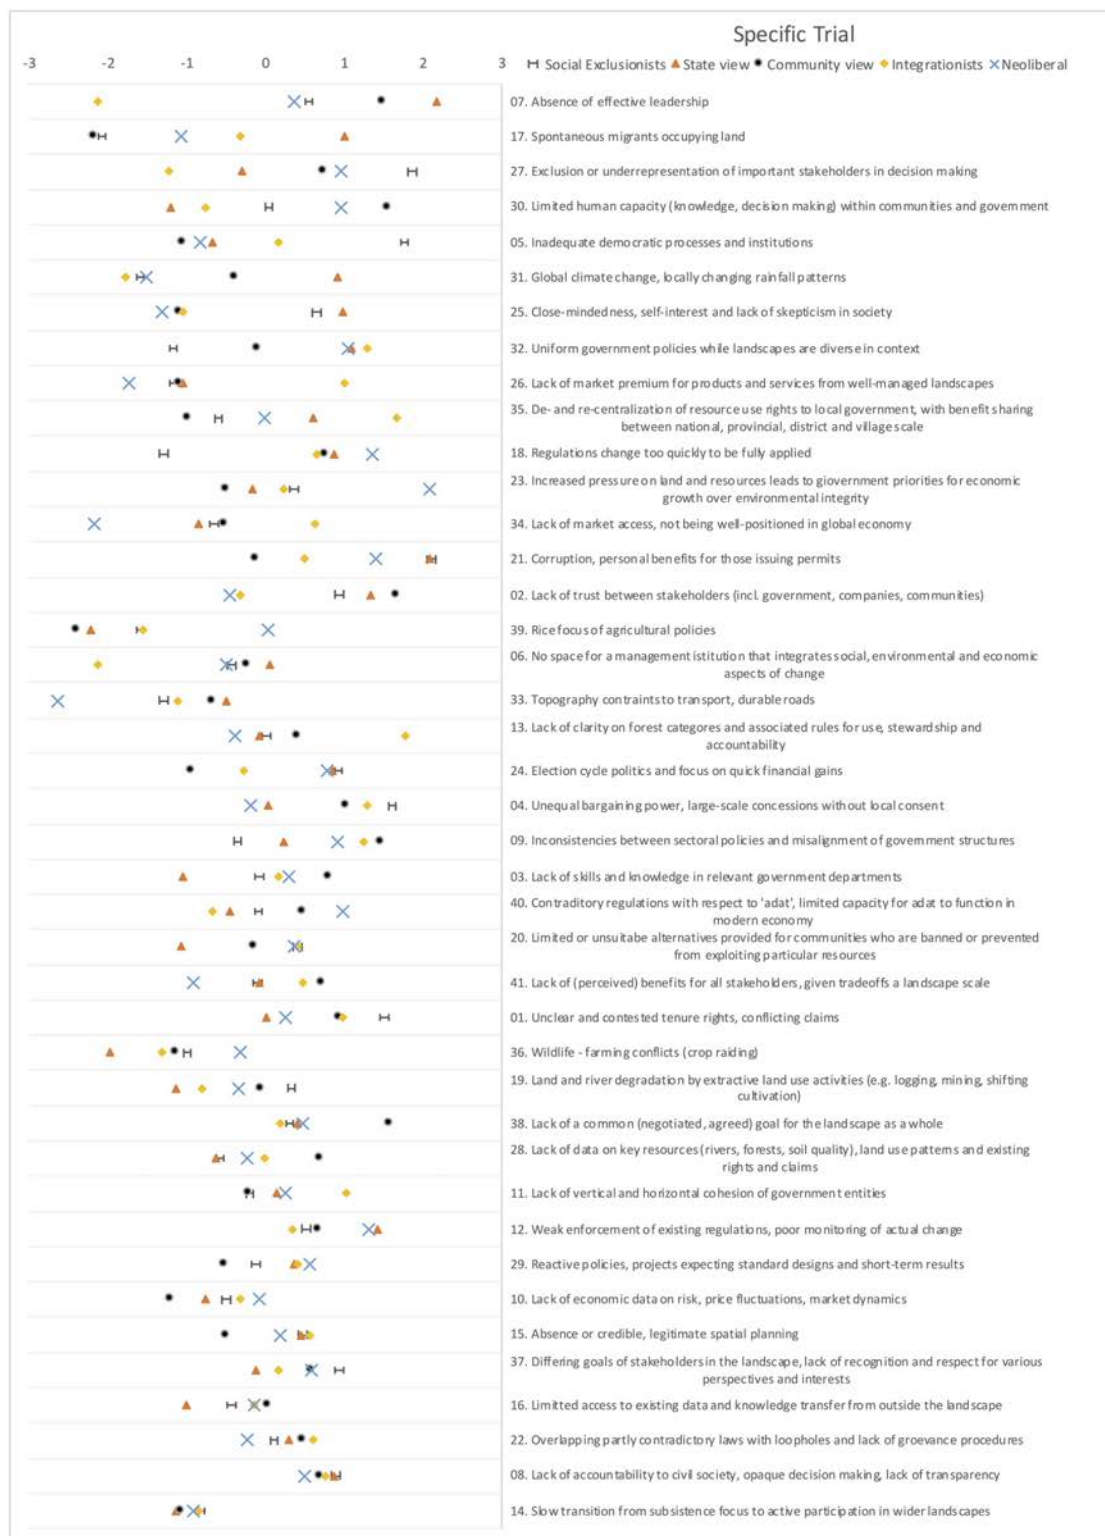 Specific Trial
-3 -2 -1 0 1 2 3
Social Exclusionists State view Community view Integrationists Neoliberal
07. Absence of effective leadership
17. Spontaneous migrants occupying land
27. Exclusion or underrepresentation of important stakeholders in decision making
30. Limited human capacity (knowledge, decision making) within communities and government
05. Inadequate democratic processes and institutions
31. Global climate change, locally changing rainfall patterns
25. Close-mindedness, self-interest and lack of skepticism in society
32. Uniform government policies while landscapes are diverse in context
26. Lack of market premium for products and services from well-managed landscapes
35. De- and re-centralization of resource use rights to local government, with benefit sharing
between national, provincial, district and village scale
18. Regulations change too quickly to be fully applied
23. Increased pressure on land and resources leads to giovernment priorities for economic
growth over environmental integrity
34. Lack of market access, not being well-positioned in global economy
21. Corruption, personal benefits for those issuing permits
02. Lack of trust between stakeholders (incl. government, companies, communities)
39. Rice focus of agricultural policies
06. No space for a management istitution that integrates social, environmental and economic
aspects of change
33. Topography contraints to transport, durable roads
13. Lack of clarity on forest categores and associated rules for use, stewardship and
accountability
24. Election cycle politics and focus on quick financial gains
04. Unequal bargaining power, large-scale concessions without local consent
09. Inconsistencies between sectoral policies and misalignment of government structures
03. Lack of skills and knowledge in relevant government departments
40. Contraditory regulations with respect to 'adat', limited capacity for adat to function in
modern economy
20. Limited or unsuitabe alternatives provided for communities who are banned or prevented
from exploiting particular resources
41. Lack of (perceived) benefits for all stakeholders, given tradeoffs a landscape scale
01. Unclear and contested tenure rights, conflicting claims
36. Wildlife - farming conflicts (crop raiding)
19. Land and river degradation by extractive land use activities (e.g. logging, mining, shifting
cultivation)
38. Lack of a common (negotiated, agreed) goal for the landscape as a whole
28. Lack of data on key resources (rivers, forests, soil quality), land use patterns and existing
rights and claims
11. Lack of vertical and horizontal cohesion of government entities
12. Weak enforcement of existing regulations, poor monitoring of actual change
29. Reactive policies, projects expecting standard designs and short-term results
10. Lack of economic data on risk, price fluctuations, market dynamics
15. Absence or credible, legitimate spatial planning
37. Differing goals of stakeholders in the landscape, lack of recognition and respect for various
perspectives and interests
16. Limitted access to existing data and knowledge transfer from outside the landscape
22. Overlapping partly contradictory laws with loopholes and lack of groevance procedures
08. Lack of accountability to civil society, opaque decision making, lack of transparency
14. Slow transition from subsistence focus to active participation in wider landscapes